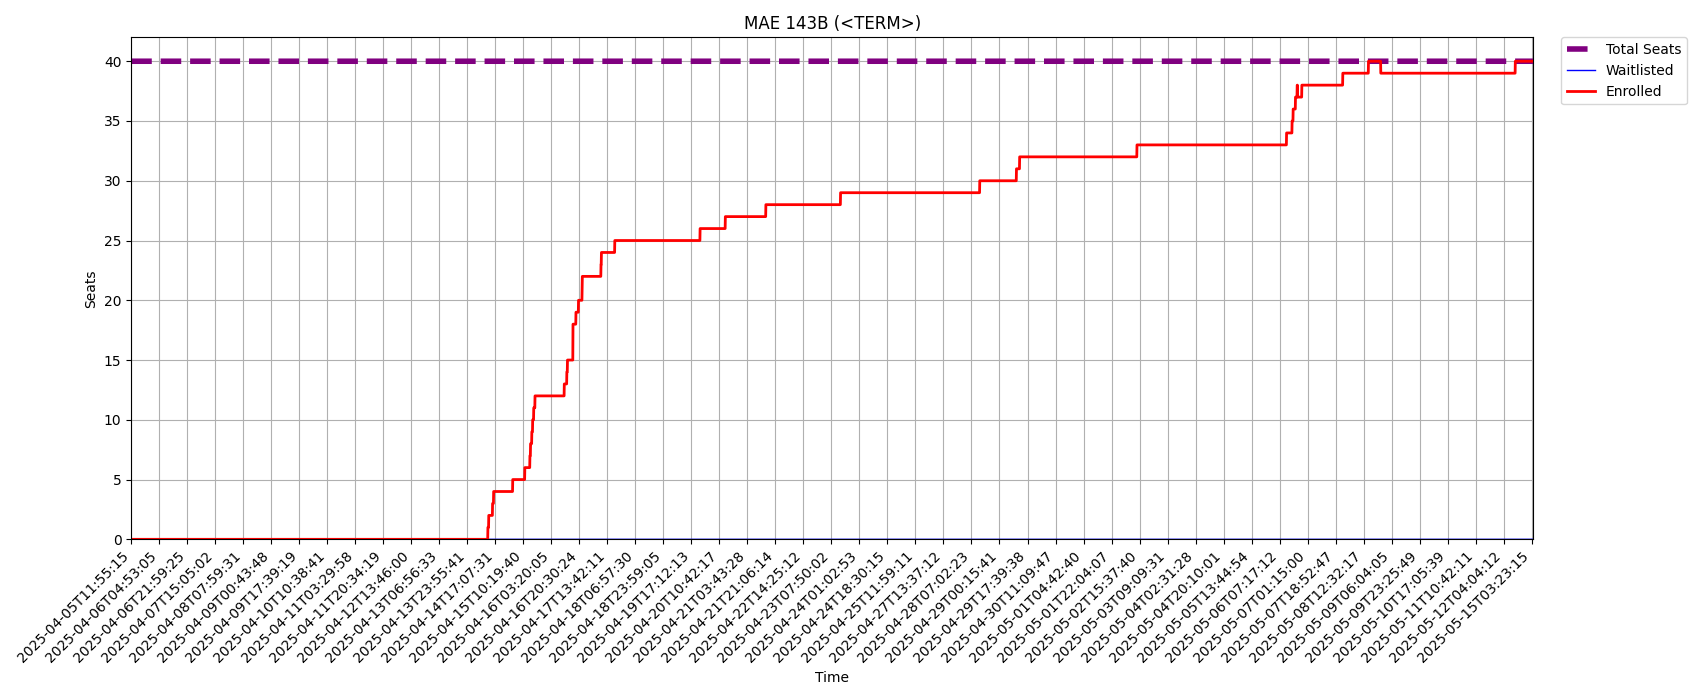 MAE 143B (<TERM>)
Total Seats
Waitlisted
Enrolled
40
35
30
25
20
15
10
5
0
Seats
2025-04-05T11:55:15
2025-04-06T04:53:05
2025-04-06T21:59:25
2025-04-07T15:05:02
2025-04-08T07:59:31
2025-04-09T00:43:48
2025-04-09T17:39:19
2025-04-10T10:38:41
2025-04-11T03:29:58
2025-04-11T20:34:19
2025-04-12T13:46:00
2025-04-13T06:56:33
2025-04-13T23:55:41
2025-04-14T17:07:31
2025-04-15T10:19:40
2025-04-16T03:20:05
2025-04-16T20:30:24
2025-04-17T13:42:11
2025-04-18T06:57:30
2025-04-18T23:59:05
2025-04-19T17:12:13
2025-04-20T10:42:17
2025-04-21T03:43:28
2025-04-21T21:06:14
2025-04-22T14:25:12
2025-04-23T07:50:02
2025-04-24T01:02:53
2025-04-24T18:30:15
2025-04-25T11:59:11
2025-04-27T13:37:12
2025-04-28T07:02:23
2025-04-29T00:15:41
2025-04-29T17:39:38
2025-04-30T11:09:47
2025-05-01T04:42:40
2025-05-01T22:04:07
2025-05-02T15:37:40
2025-05-03T09:09:31
2025-05-04T02:31:28
2025-05-04T20:10:01
2025-05-05T13:44:54
2025-05-06T07:17:12
2025-05-07T01:15:00
2025-05-07T18:52:47
2025-05-08T12:32:17
2025-05-09T06:04:05
2025-05-09T23:25:49
2025-05-10T17:05:39
2025-05-11T10:42:11
2025-05-12T04:04:12
2025-05-15T03:23:15
Time